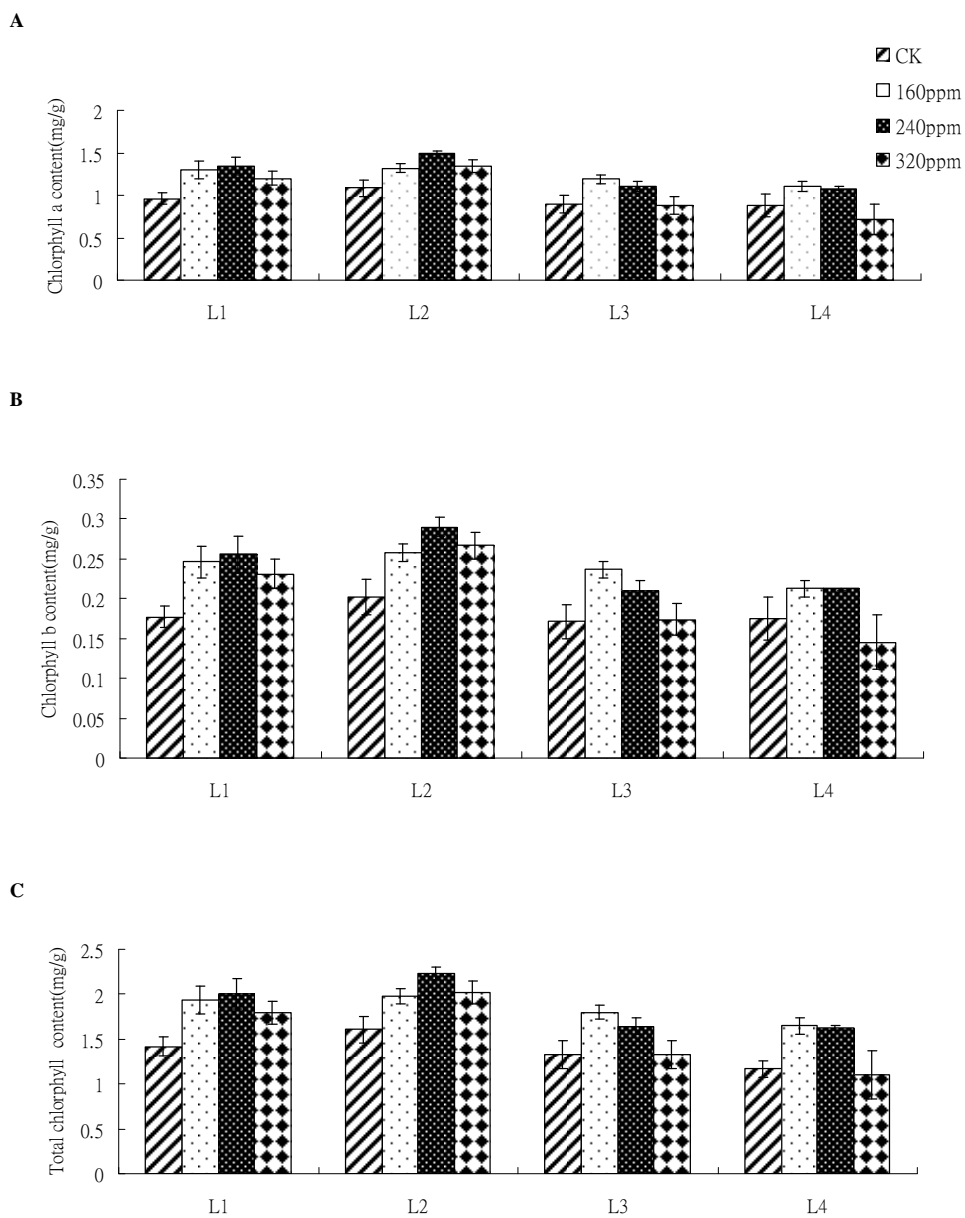 A
CK
160ppm
240ppm
320ppm
Chlorphyll a content(mg/g)
2
1.5
1
0.5
0
L1 L2 L3 L4
B
Chlorphyll b content(mg/g)
0.35
0.3
0.25
0.2
0.15
0.1
0.05
0
L1 L2 L3 L4
C
Total chlorphyll content(mg/g)
2.5
2
1.5
1
0.5
0
L1 L2 L3 L4